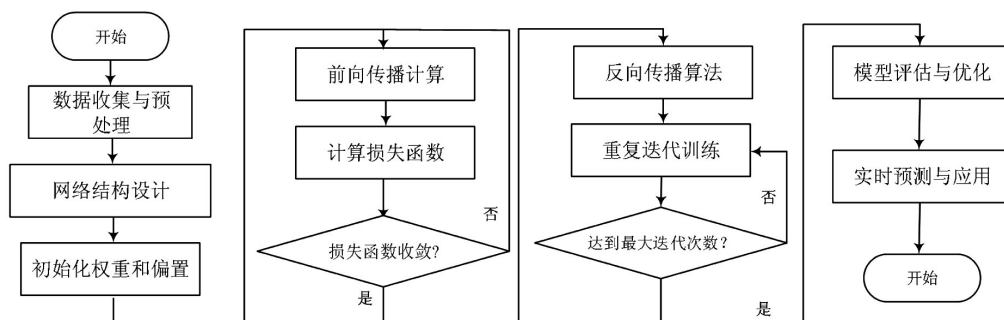 开始
数据收集与预
处理
网络结构设计
初始化权重和偏置
前向传播计算
计算损失函数
损失函数收敛?
否
是
反向传播算法
重复迭代训练
达到最大迭代次数?
否
是
模型评估与优化
实时预测与应用
开始